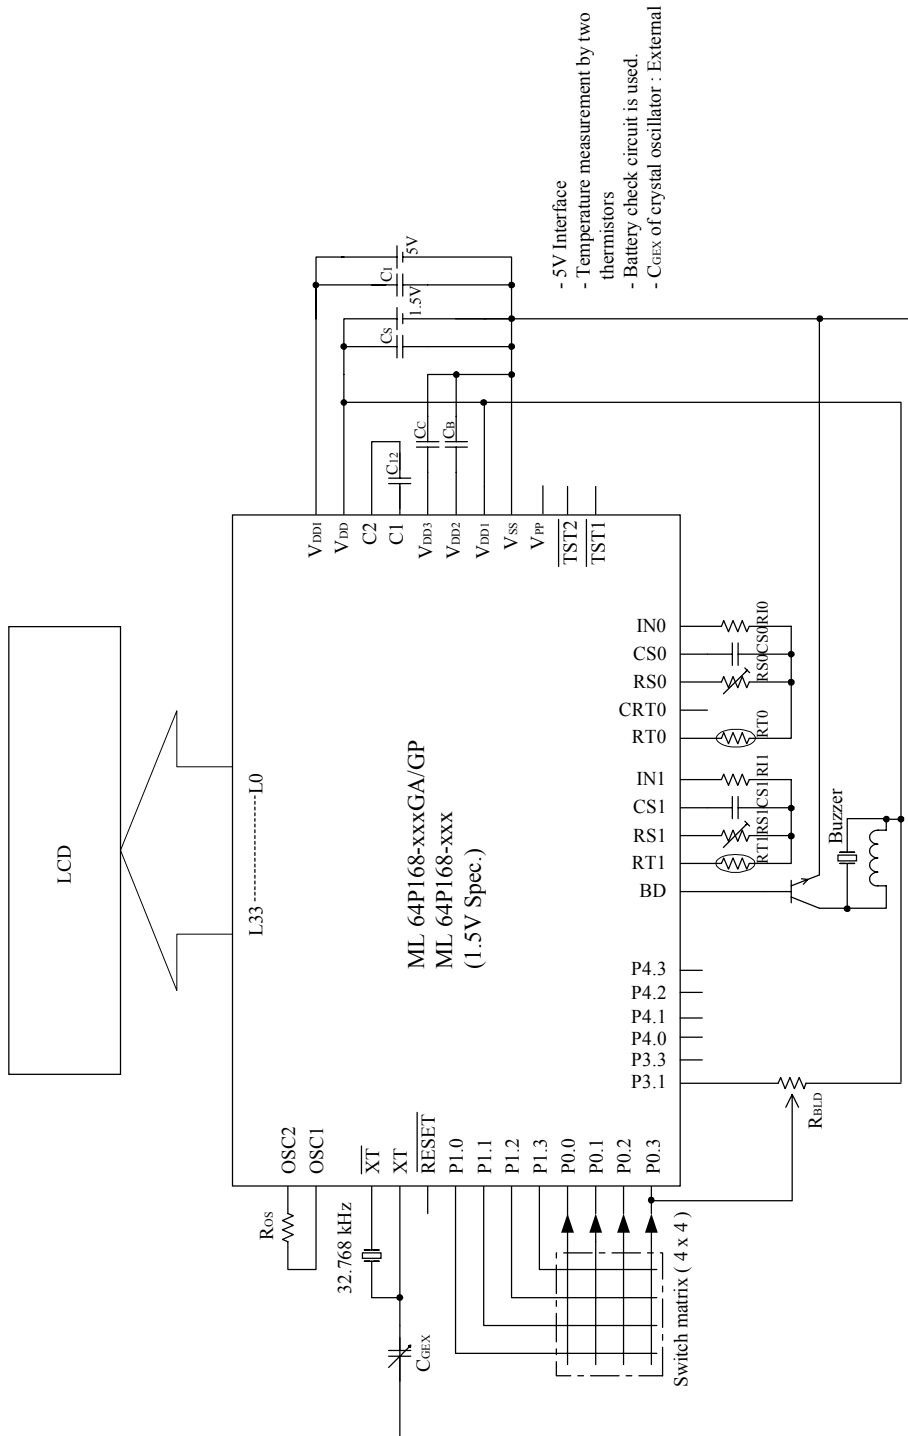 LCD
L33 -------------------L0
ML 64P168-xxxGA/GP
ML 64P168-xxx
(1.5V Spec.)
OSC2
OSC1
XT
XT
RESET
P1.0
P1.1
P1.2
P1.3
P0.0
P0.1
P0.2
P0.3
ROS
32.768 kHz
CGEX
Switch matrix ( 4 x 4 )
VDDI
VDD
C2
C1
VDD3
VDD2
VDD1
VSS
VPP
TST2
TST1
C12
CC
CB
CS
1.5V
CI
5V
IN0
CS0
RS0
CRT0
RT0
IN1
CS1
RS1
RT1
BD
P4.3
P4.2
P4.1
P4.0
P3.3
P3.1
RI0
CS0
RS0
RT0
RI1
CS1
RS1
RT1
Buzzer
RBLD
- 5V Interface
- Temperature measurement by two
thermistors
- Battery check circuit is used.
- CGEX of crystal oscillator : External